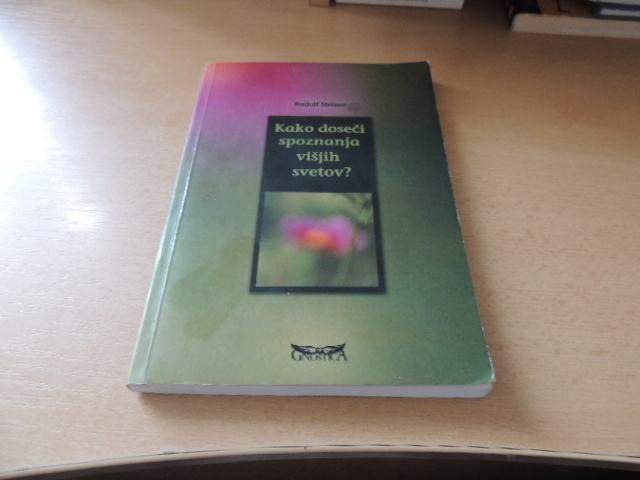 Rudolf Steiner
Kako doseči
spoznanja
višjih
svetov?
GNOSTICA